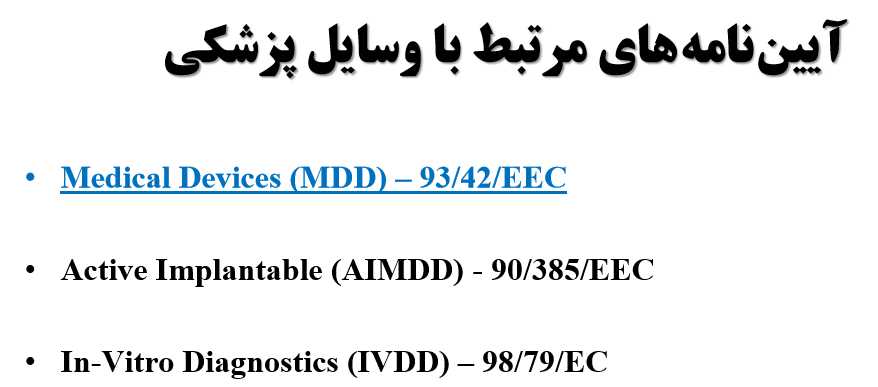 آیین‌نامه‌های مرتبط با وسایل پزشکی
• Medical Devices (MDD) – 93/42/EEC
• Active Implantable (AIMDD) - 90/385/EEC
• In-Vitro Diagnostics (IVDD) – 98/79/EC